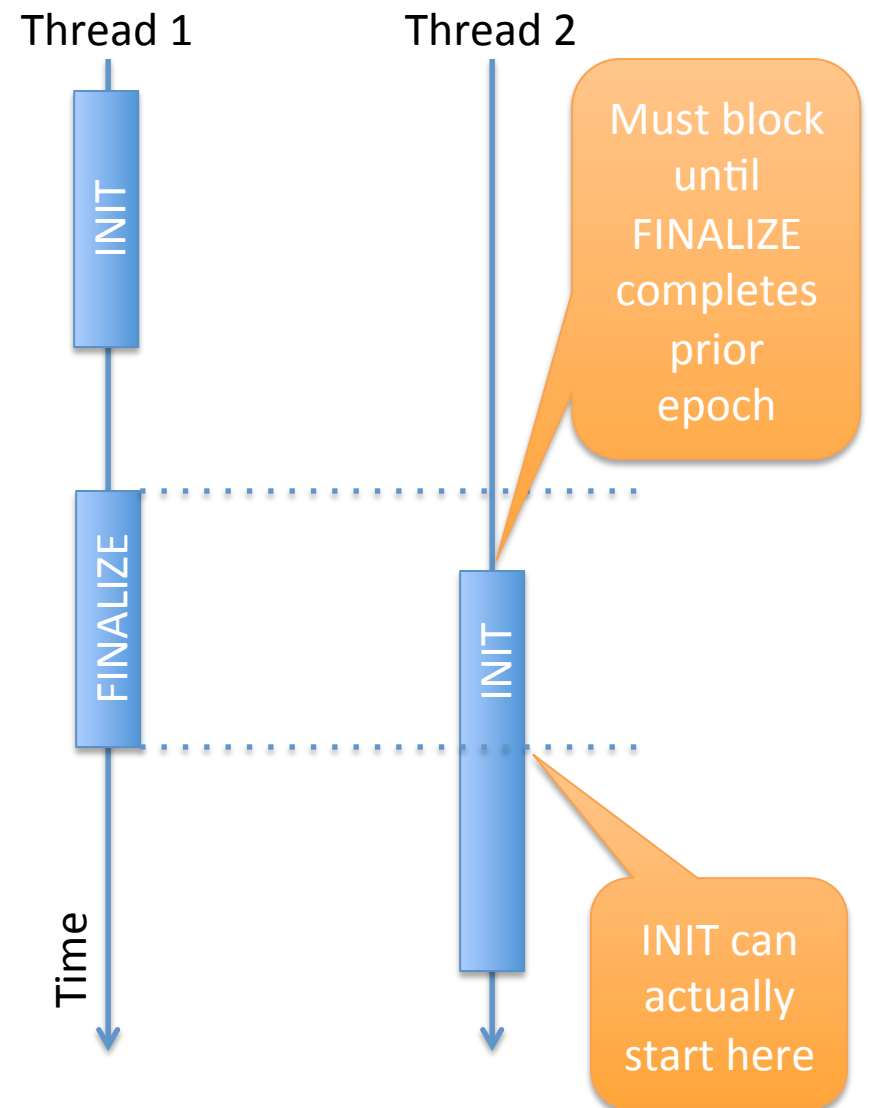 Thread 1
Thread 2
INIT
Must block
until
FINALIZE
completes
prior
epoch
FINALIZE
INIT
Time
INIT can
actually
start here